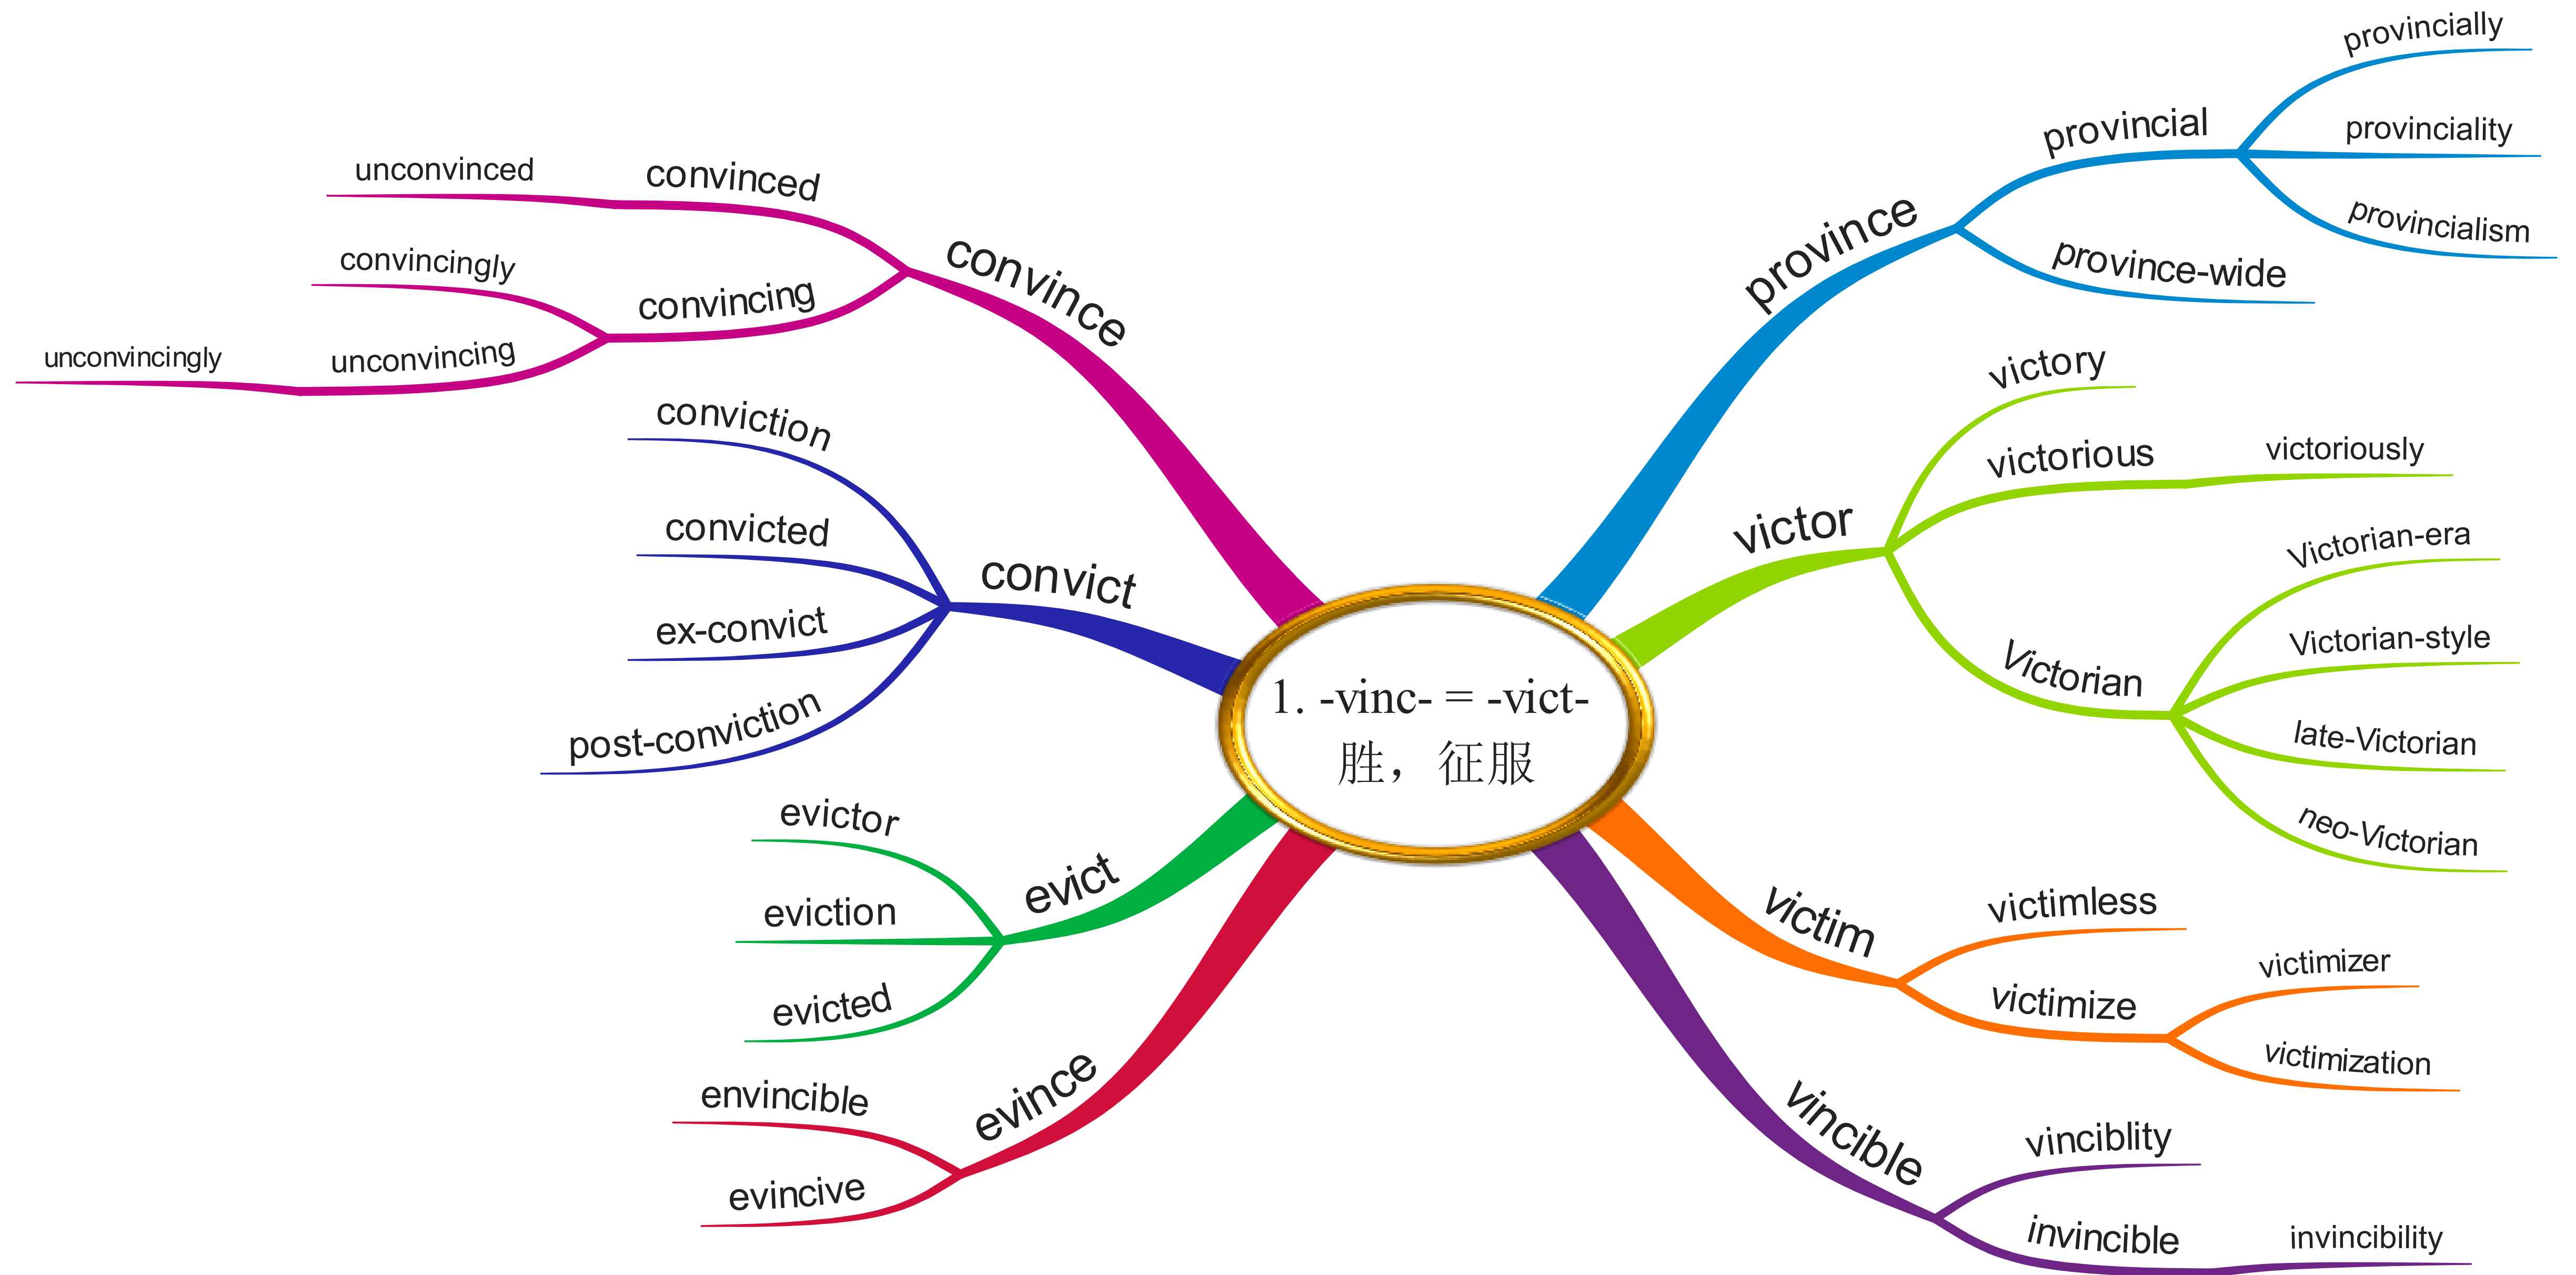 1. -vinc- = -vict-
胜，征服
province
provincial
provincially
provinciality
provincialism
province-wide
victor
victory
victorious
victoriously
Victorian
Victorian-era
Victorian-style
late-Victorian
neo-Victorian
victim
victimless
victimize
victimizer
victimization
vincible
vinciblity
invincible
invincibility
convince
convinced
unconvinced
convincing
convincingly
unconvincing
unconvincingly
convict
conviction
convicted
ex-convict
post-conviction
evict
evictor
eviction
evicted
evince
envincible
evincive